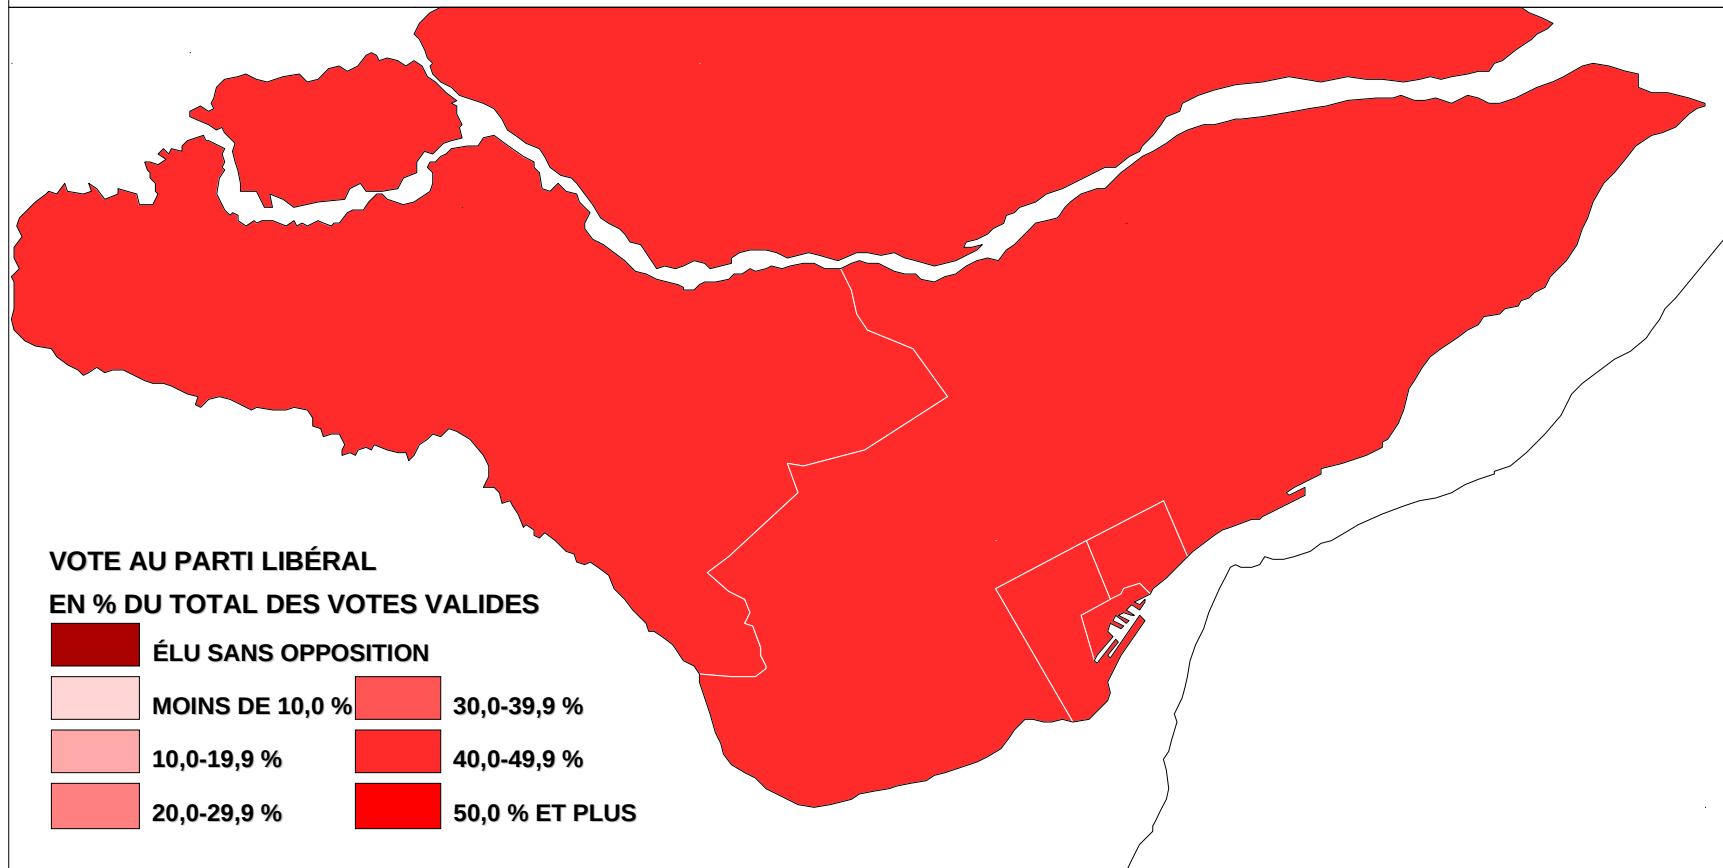 VOTE AU PARTI LIBÉRAL
EN % DU TOTAL DES VOTES VALIDES
ÉLU SANS OPPOSITION
MOINS DE 10,0 %
10,0-19,9 %
20,0-29,9 %
30,0-39,9 %
40,0-49,9 %
50,0 % ET PLUS